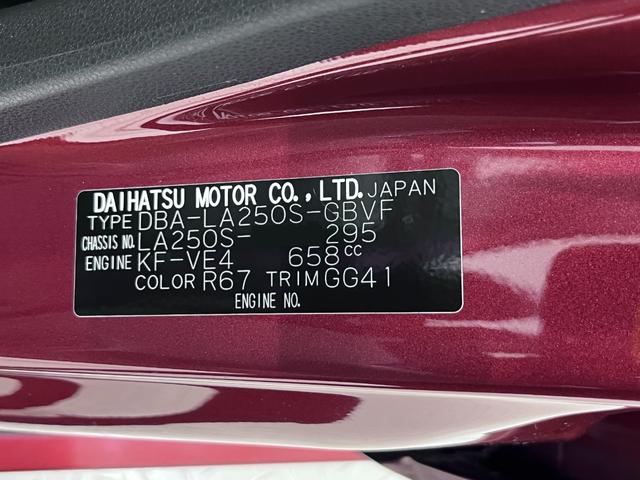 DAIHATSU MOTOR CO., LTD. JAPAN
TYPE DBA-LA250S-GBVF
CHASSIS NO. LA250S- 295
ENGINE KF-VE4 658cc
COLOR R67 TRIM GG41
ENGINE NO.